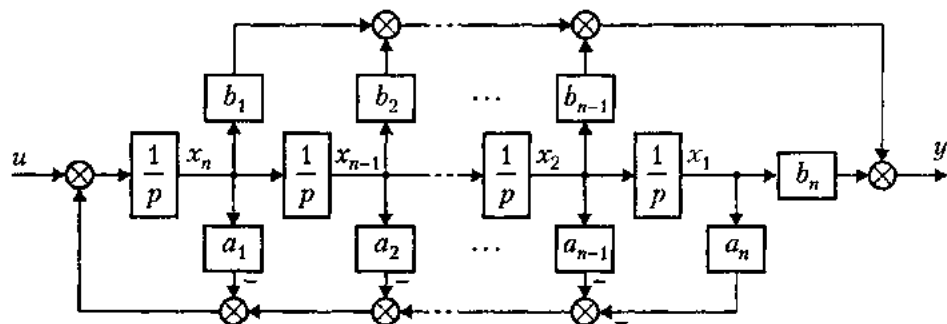 b₁ b₂ ... bₙ₋₁
u 1/p xₙ 1/p xₙ₋₁ 1/p x₂ 1/p x₁ bₙ y
a₁ a₂ ... aₙ₋₁ aₙ
− − − −